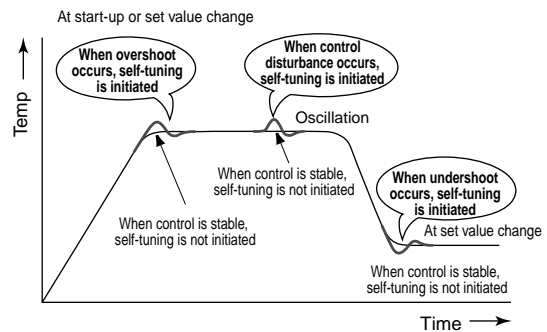 At start-up or set value change
When overshoot
occurs, self-tuning
is initiated
When control
disturbance occurs,
self-tuning is initiated
Temp
Oscillation
When control is stable,
self-tuning is not initiated
When control is stable,
self-tuning is not initiated
When undershoot
occurs, self-tuning
is initiated
At set value change
When control is stable,
self-tuning is not initiated
Time